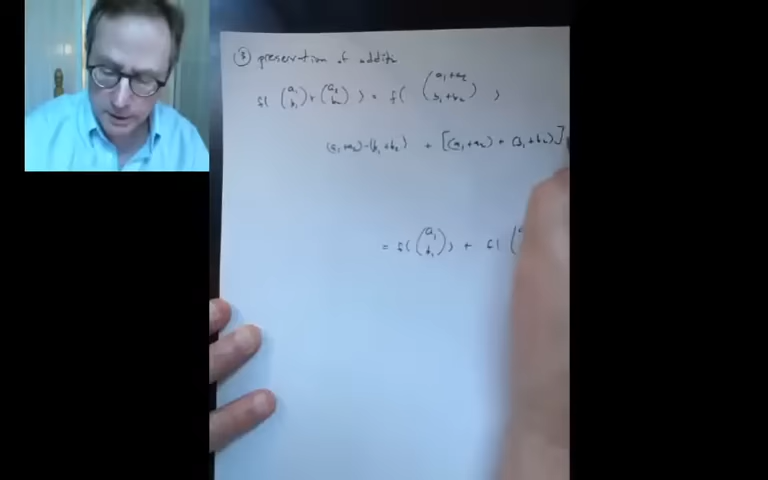 ③ preservation of additi
f( (a₁ b₁) + (a₂ b₂) ) = f( (a₁+a₂ b₁+b₂) )
(a₁+a₂)-(b₁+b₂) + [(a₁+a₂) + (b₁+b₂)]
= f( (a₁ b₁) ) + f( (